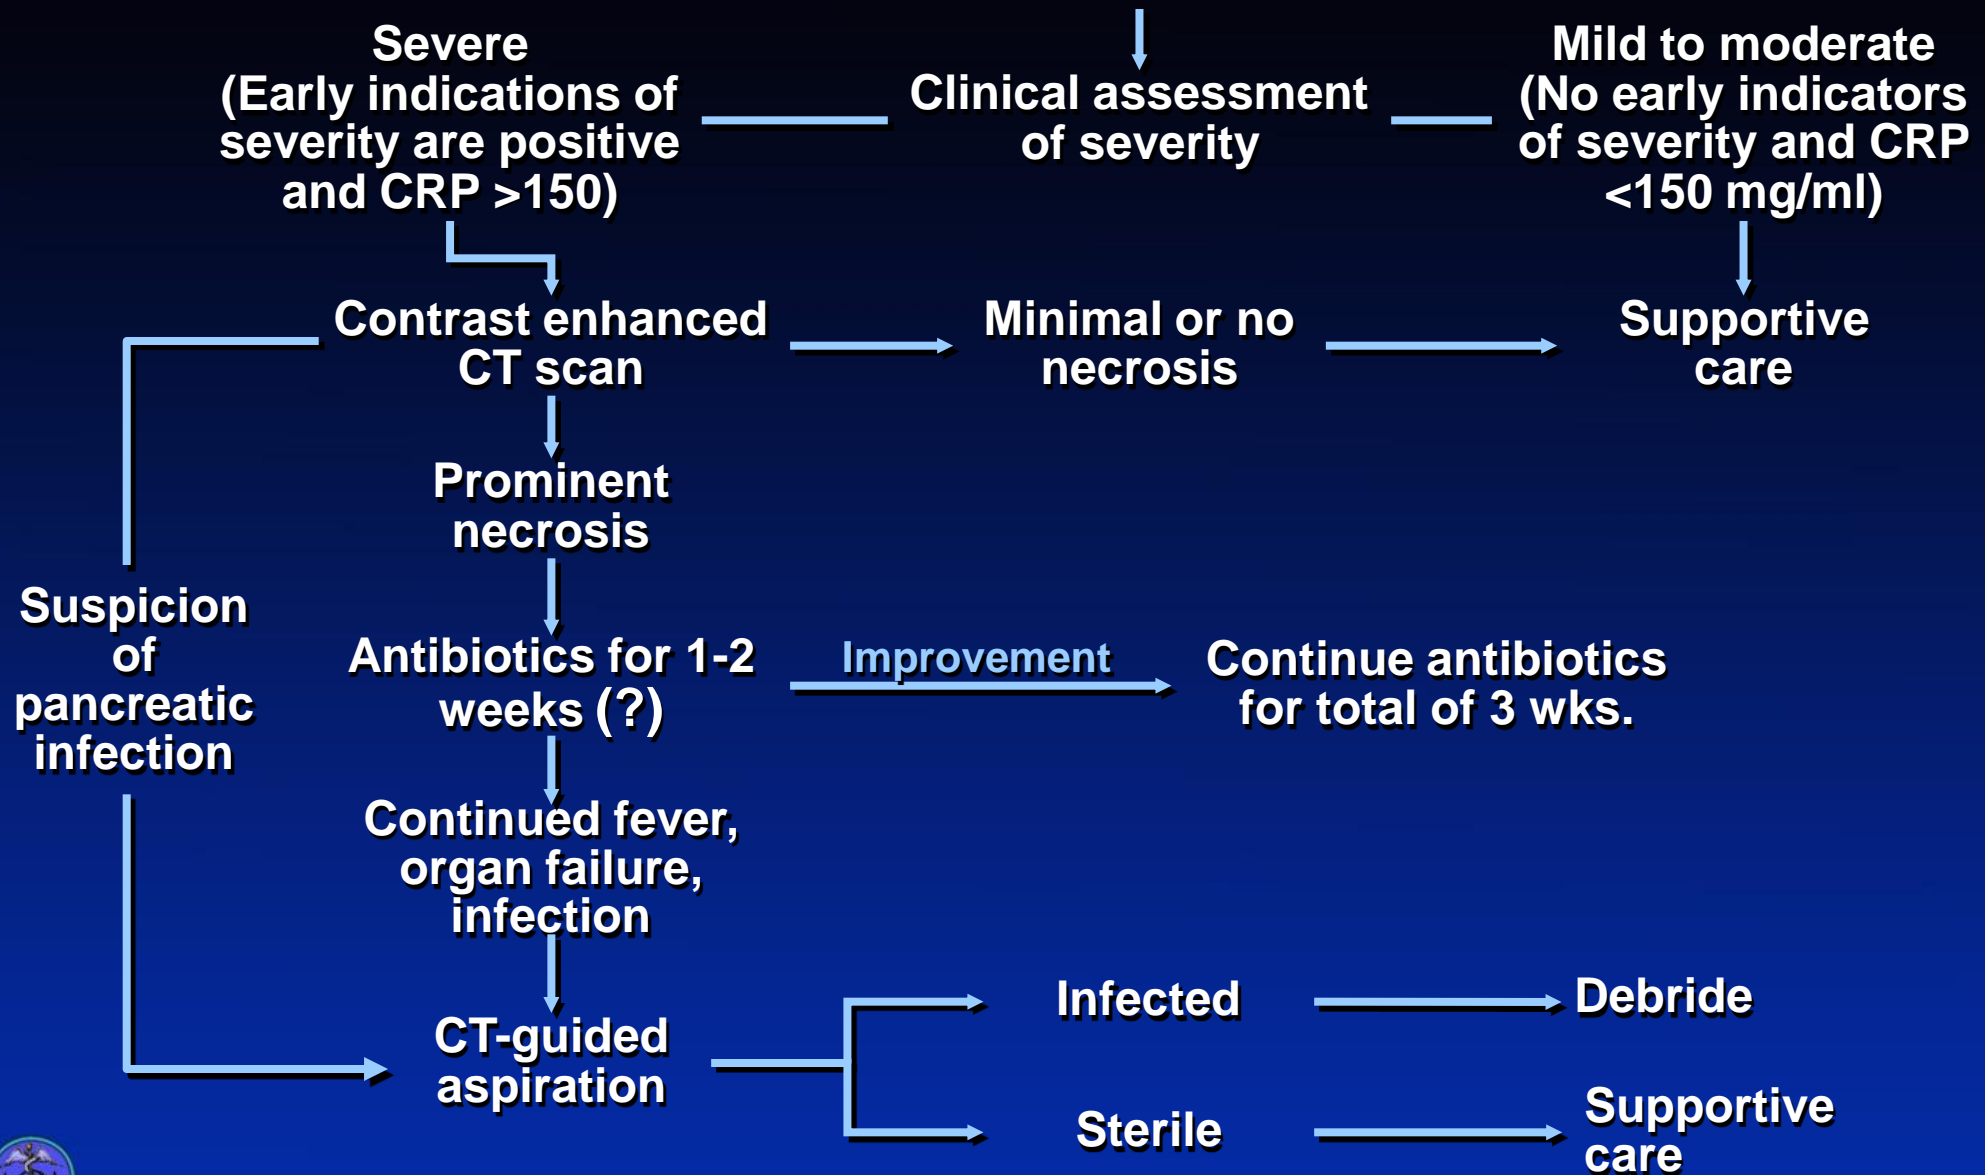 Severe
(Early indications of
severity are positive
and CRP >150)
Clinical assessment
of severity
Mild to moderate
(No early indicators
of severity and CRP
<150 mg/ml)
Contrast enhanced
CT scan
Minimal or no
necrosis
Supportive
care
Prominent
necrosis
Suspicion
of
pancreatic
infection
Antibiotics for 1-2
weeks (?)
Improvement
Continue antibiotics
for total of 3 wks.
Continued fever,
organ failure,
infection
CT-guided
aspiration
Infected
Debride
Sterile
Supportive
care